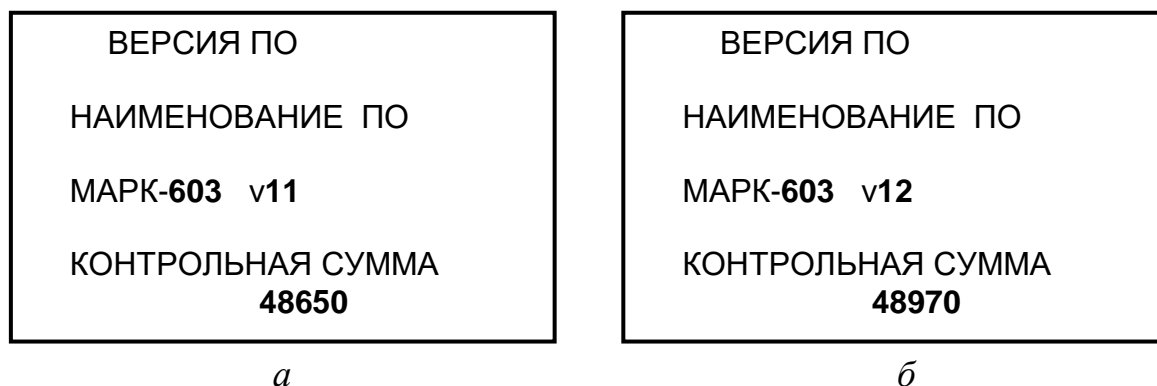 ВЕРСИЯ ПО
НАИМЕНОВАНИЕ ПО
МАРК-603 v11
КОНТРОЛЬНАЯ СУММА
48650
а
ВЕРСИЯ ПО
НАИМЕНОВАНИЕ ПО
МАРК-603 v12
КОНТРОЛЬНАЯ СУММА
48970
б